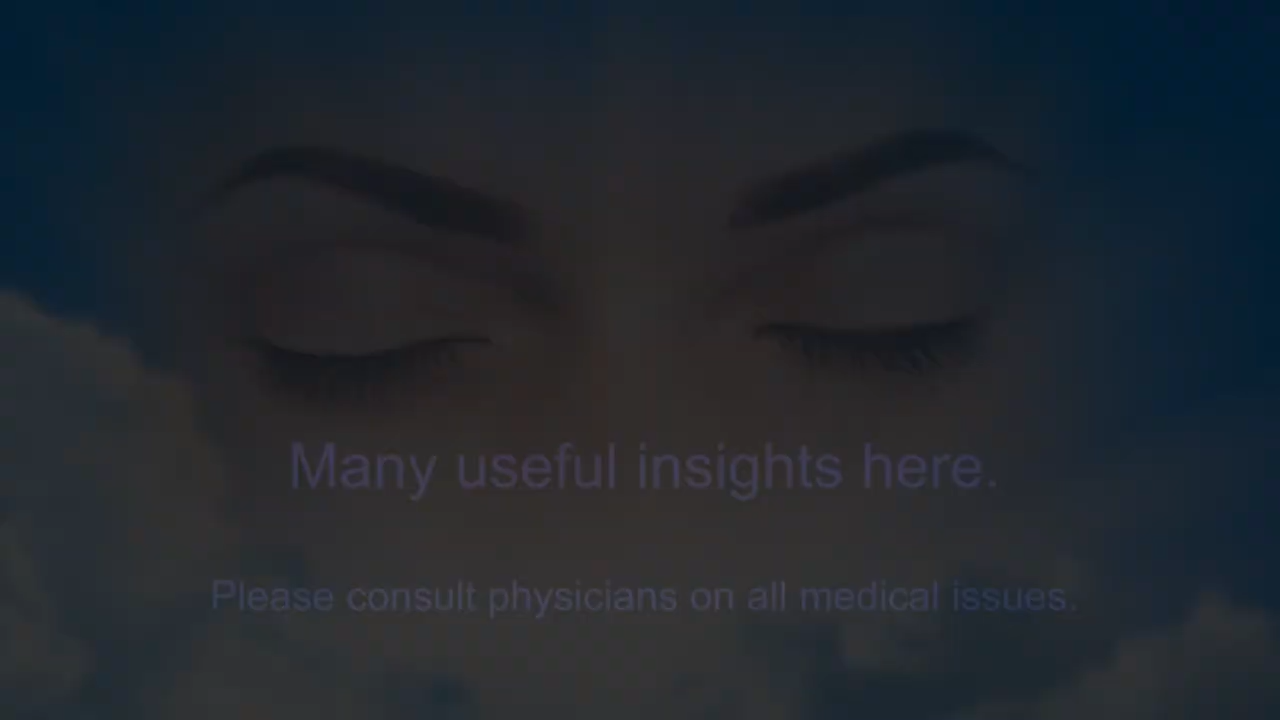 Many useful insights here.
Please consult physicians on all medical issues.